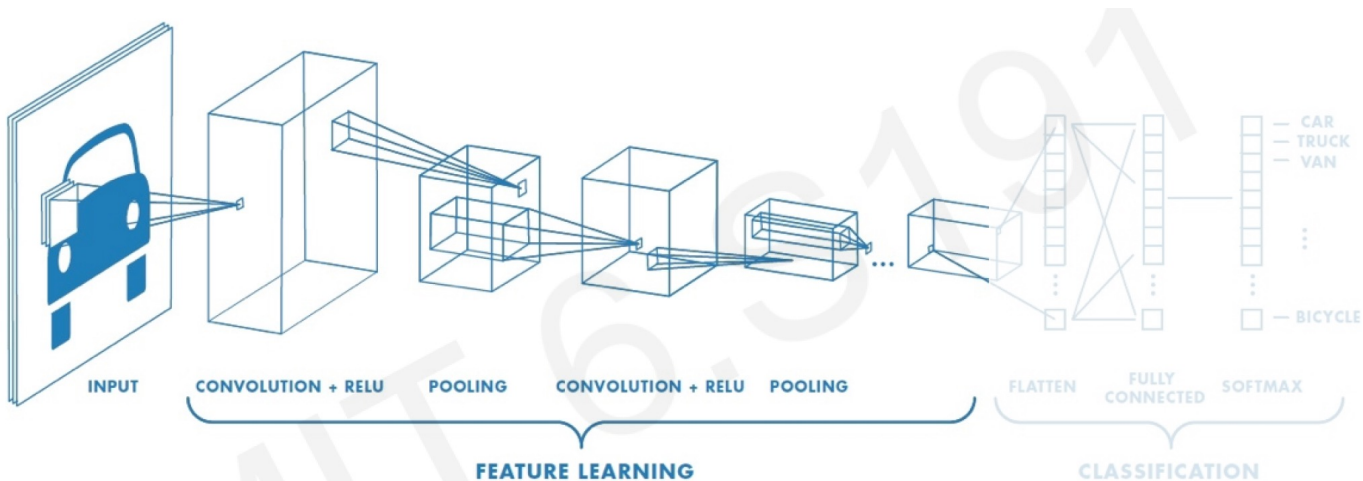 CAR
TRUCK
VAN
BICYCLE
INPUT
CONVOLUTION + RELU
POOLING
CONVOLUTION + RELU
POOLING
FLATTEN
FULLY
CONNECTED
SOFTMAX
FEATURE LEARNING
CLASSIFICATION
MIT 6.S191